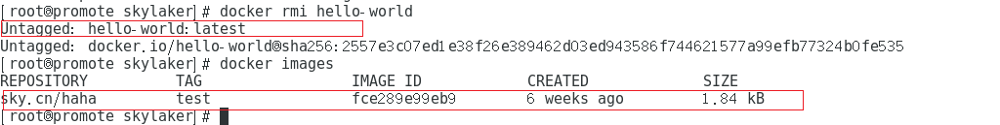 [root@promote skylaker]# docker rmi hello-world
Untagged: hello-world:latest
Untagged: docker.io/hello-world@sha256:2557e3c07ed1e38f26e389462d03ed943586f744621577a99efb77324b0fe535
[root@promote skylaker]# docker images
REPOSITORY TAG IMAGE ID CREATED SIZE
sky.cn/haha test fce289e99eb9 6 weeks ago 1.84 kB
[root@promote skylaker]#